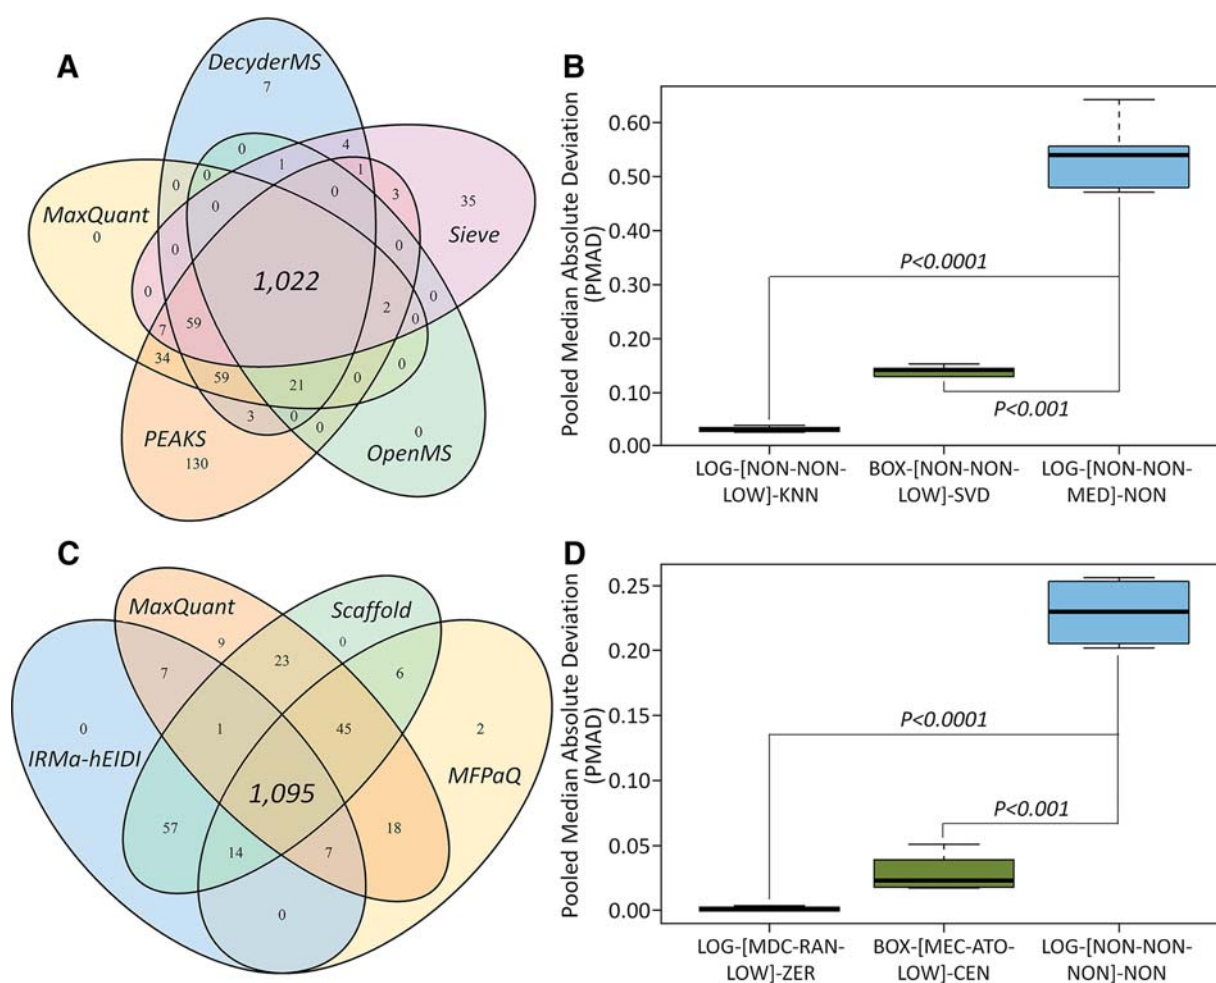 A
DecyderMS
7
0
4
1
1
0
0
0
3
35
MaxQuant
0
0
Sieve
0
0
0
1,022
0
0
2
0
7
59
34
0
59
21
0
3
0
0
0
PEAKS
130
OpenMS
B
Pooled Median Absolute Deviation
(PMAD)
0.60
0.50
0.40
0.30
0.20
0.10
0.00
P<0.0001
P<0.001
LOG-[NON-NON-
LOW]-KNN
BOX-[NON-NON-
LOW]-SVD
LOG-[NON-NON-
MED]-NON
C
MaxQuant
Scaffold
9
0
23
7
6
0
1
45
2
IRMa-hEIDI
MFPaQ
1,095
57
18
14
7
0
D
Pooled Median Absolute Deviation
(PMAD)
0.25
0.20
0.15
0.10
0.05
0.00
P<0.0001
P<0.001
LOG-[MDC-RAN-
LOW]-ZER
BOX-[MEC-ATO-
LOW]-CEN
LOG-[NON-NON-
NON]-NON